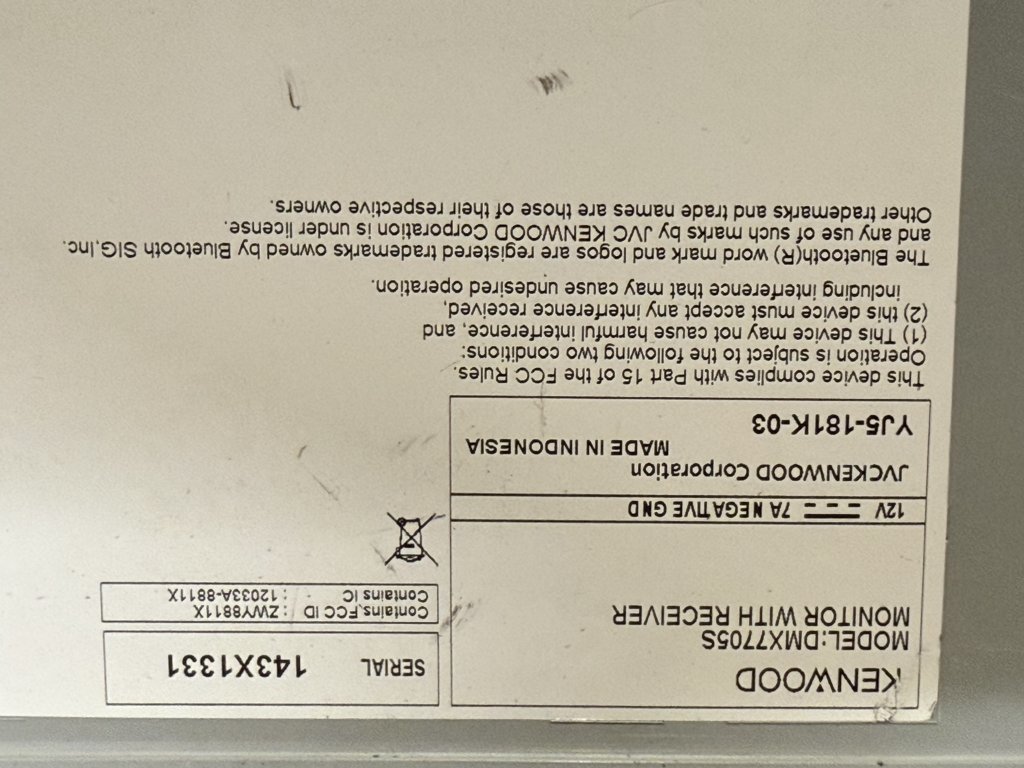 KENWOOD
MODEL:DMX7705S
MONITOR WITH RECEIVER
12V 7A NEGATIVE GND
JVCKENWOOD Corporation
MADE IN INDONESIA
YJ5-181K-03
SERIAL 143X1331
Contains FCC ID : ZWY8811X
Contains IC : 12033A-8811X
This device complies with Part 15 of the FCC Rules.
Operation is subject to the following two conditions:
(1) This device may not cause harmful interference, and
(2) this device must accept any interference received,
including interference that may cause undesired operation.
The Bluetooth(R) word mark and logos are registered trademarks owned by Bluetooth SIG,Inc.
and any use of such marks by JVC KENWOOD Corporation is under license.
Other trademarks and trade names are those of their respective owners.